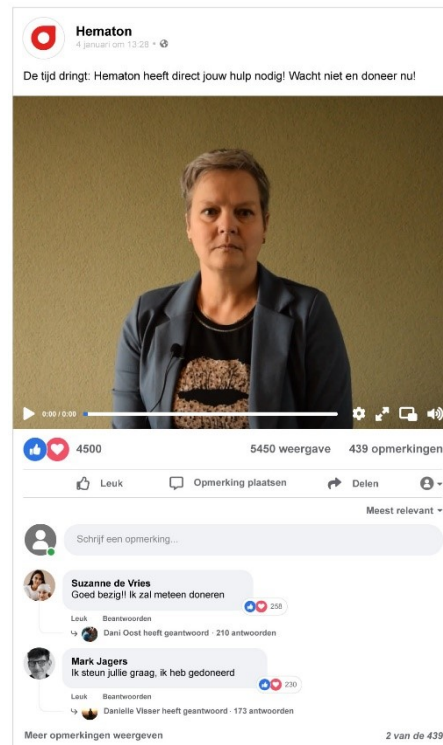 Hematon
4 januari om 13:28 •
De tijd dringt: Hematon heeft direct jouw hulp nodig! Wacht niet en doneer nu!
0:00 / 0:00
4500 5450 weergave 439 opmerkingen
Leuk Opmerking plaatsen Delen
Meest relevant
Schrijf een opmerking...
Suzanne de Vries
Goed bezig!! Ik zal meteen doneren
258
Leuk Beantwoorden
Dani Oost heeft geantwoord · 210 antwoorden
Mark Jagers
Ik steun jullie graag, ik heb gedoneerd
230
Leuk Beantwoorden
Danielle Visser heeft geantwoord · 173 antwoorden
Meer opmerkingen weergeven 2 van de 439